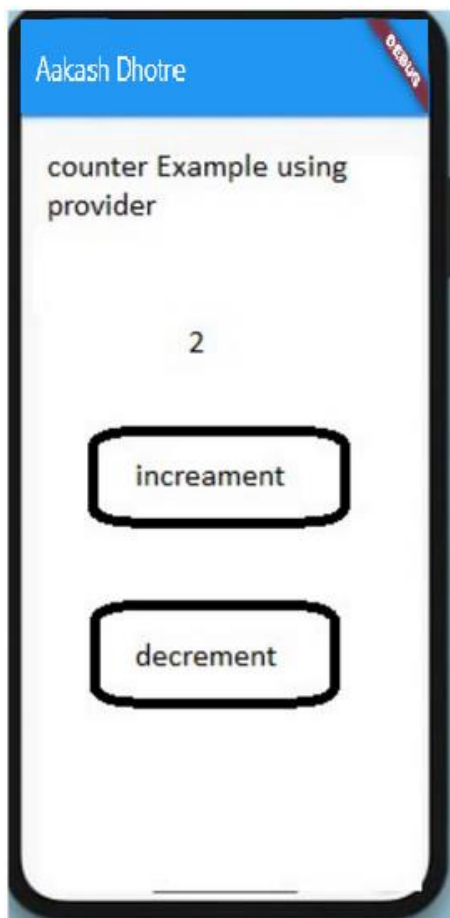 Aakash Dhotre
DEBUG
counter Example using
provider
2
increament
decrement